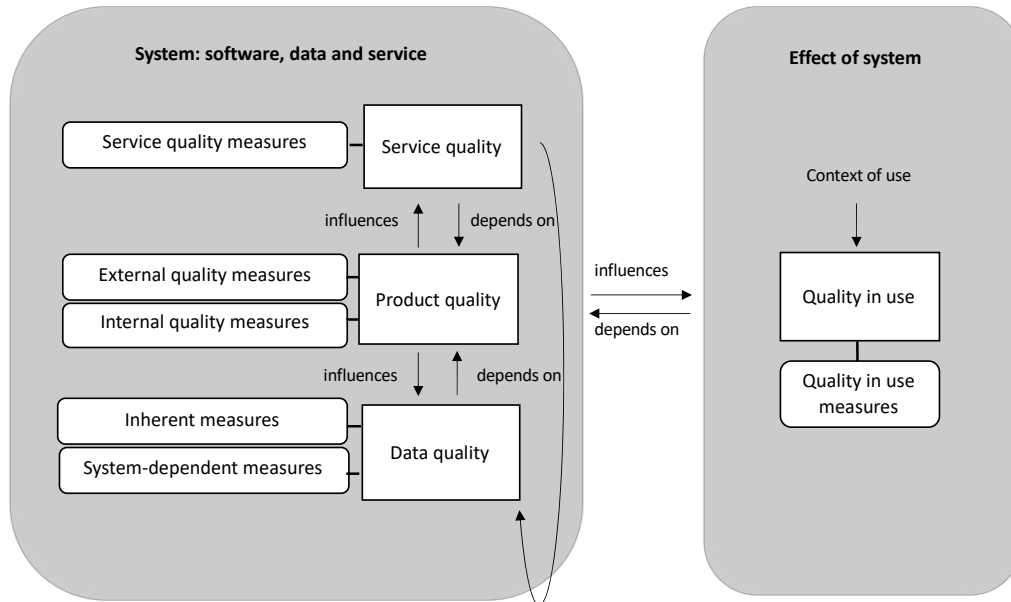 System: software, data and service
Effect of system
Service quality measures
Service quality
Context of use
influences
depends on
External quality measures
Internal quality measures
Product quality
influences
depends on
Quality in use
influences
depends on
Quality in use
measures
Inherent measures
System-dependent measures
Data quality